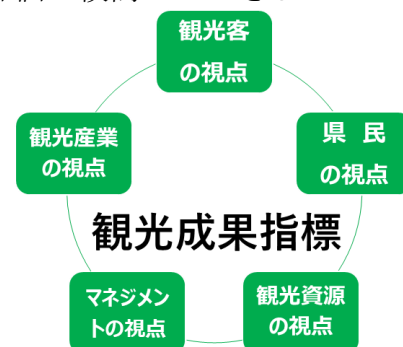 観光客
の視点
県 民
の視点
観光産業
の視点
観光成果指標
マネジメン
トの視点
観光資源
の視点